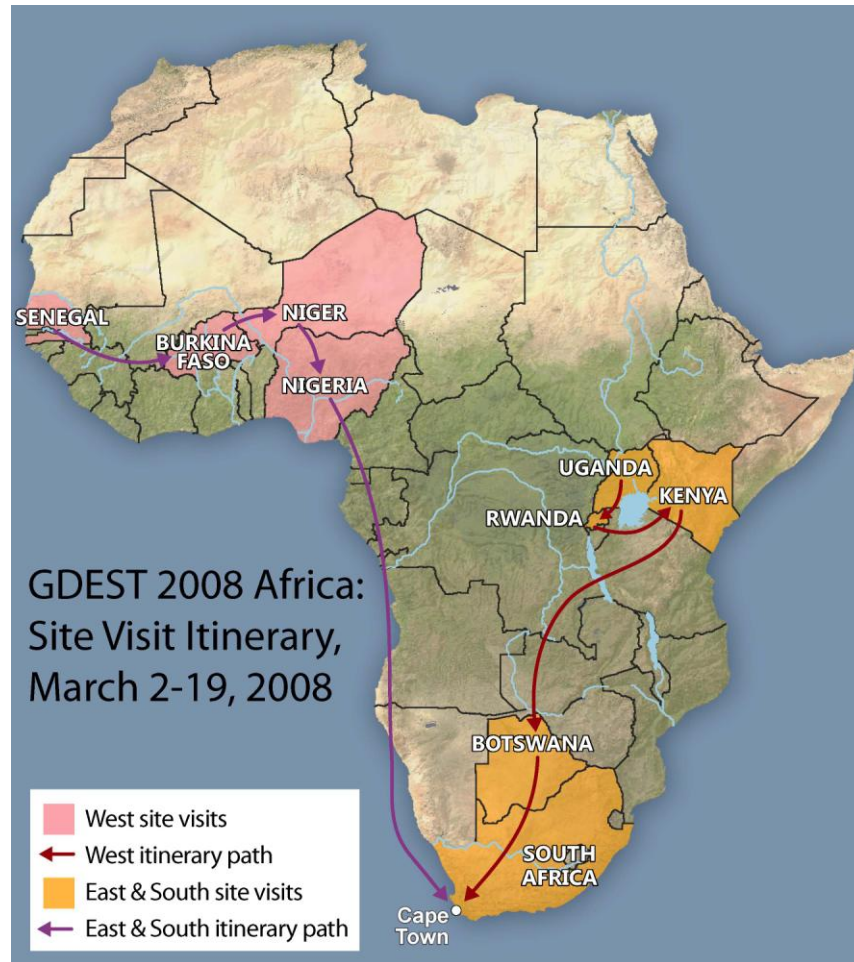 SENEGAL
BURKINA
FASO
NIGER
NIGERIA
UGANDA
KENYA
RWANDA
GDEST 2008 Africa:
Site Visit Itinerary,
March 2-19, 2008
BOTSWANA
SOUTH
AFRICA
Cape
Town
West site visits
West itinerary path
East & South site visits
East & South itinerary path